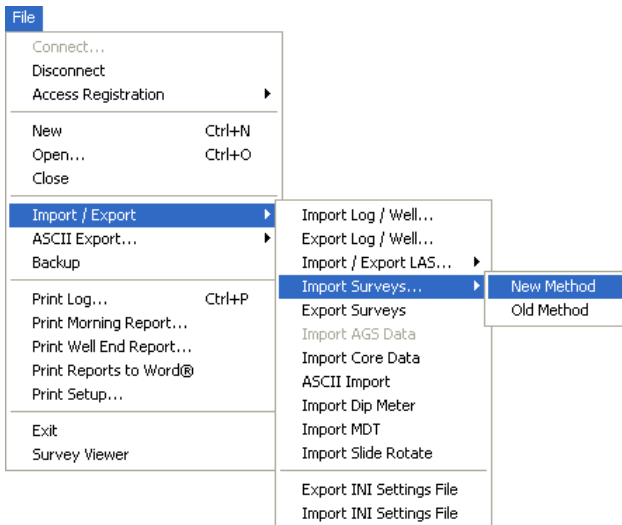 File
Connect...
Disconnect
Access Registration
New Ctrl+N
Open... Ctrl+O
Close
Import / Export
ASCII Export...
Backup
Print Log... Ctrl+P
Print Morning Report...
Print Well End Report...
Print Reports to Word®
Print Setup...
Exit
Survey Viewer
Import Log / Well...
Export Log / Well...
Import / Export LAS...
Import Surveys...
Export Surveys
Import AGS Data
Import Core Data
ASCII Import
Import Dip Meter
Import MDT
Import Slide Rotate
Export INI Settings File
Import INI Settings File
New Method
Old Method